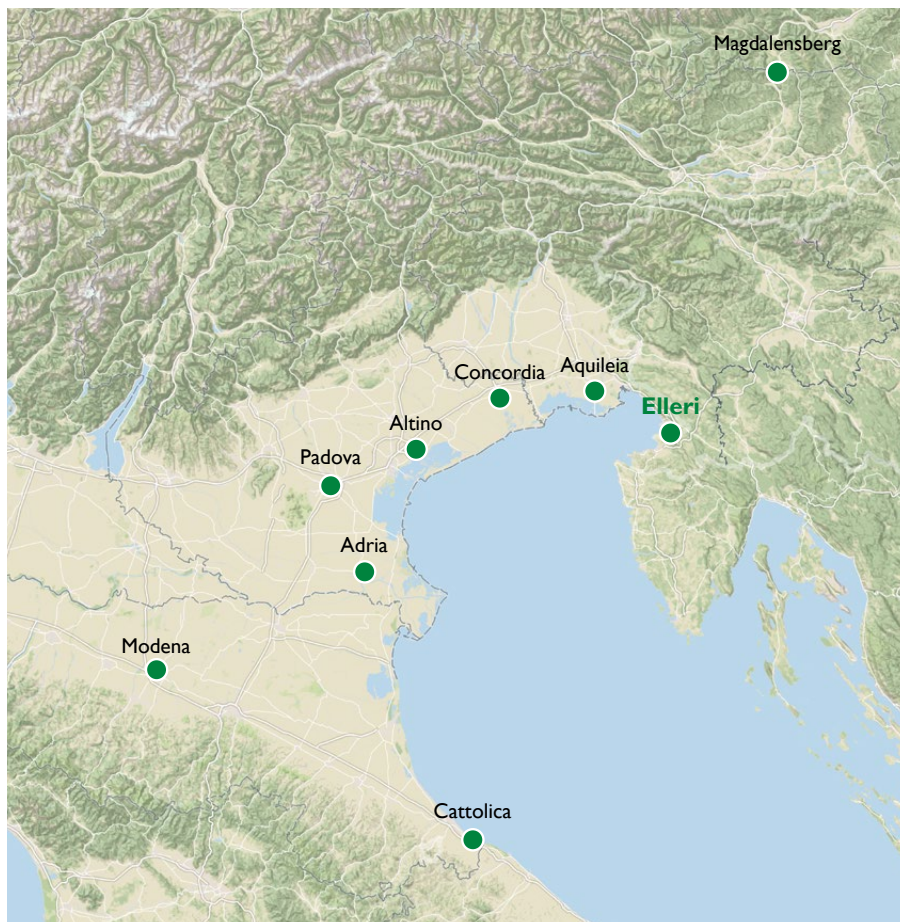 Magdalensberg
Concordia
Aquileia
Elleri
Altino
Padova
Adria
Modena
Cattolica